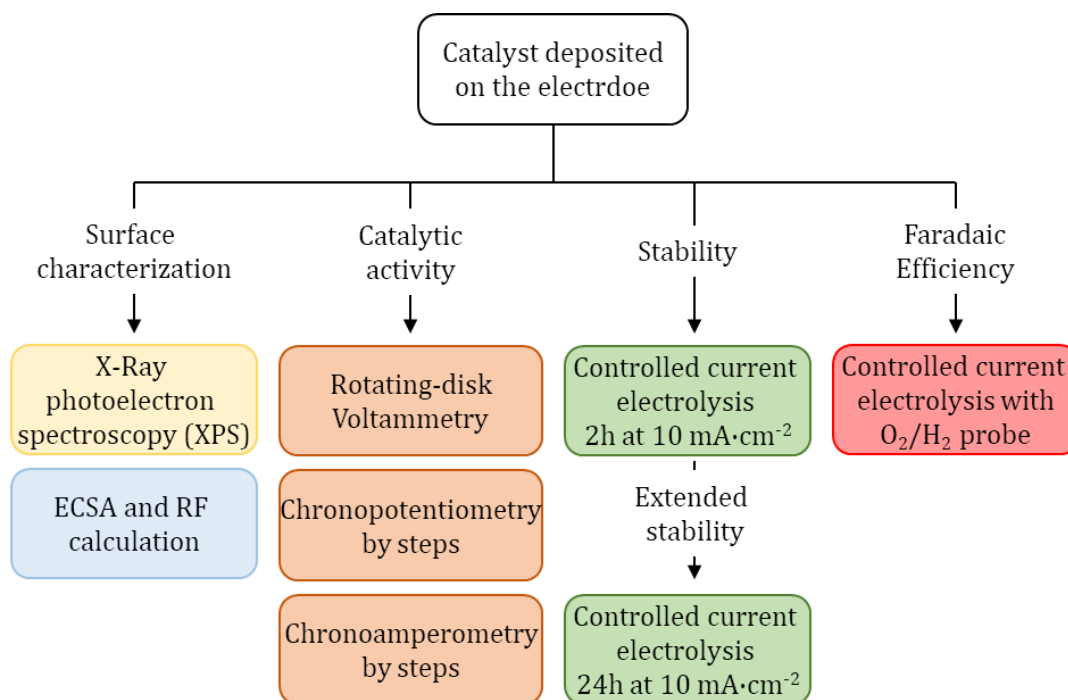 Catalyst deposited
on the electrdoe
Surface
characterization
Catalytic
activity
Stability
Faradaic
Efficiency
X-Ray
photoelectron
spectroscopy (XPS)
ECSA and RF
calculation
Rotating-disk
Voltammetry
Chronopotentiometry
by steps
Chronoamperometry
by steps
Controlled current
electrolysis
2h at 10 mA·cm⁻²
Extended
stability
Controlled current
electrolysis
24h at 10 mA·cm⁻²
Controlled current
electrolysis with
O₂/H₂ probe